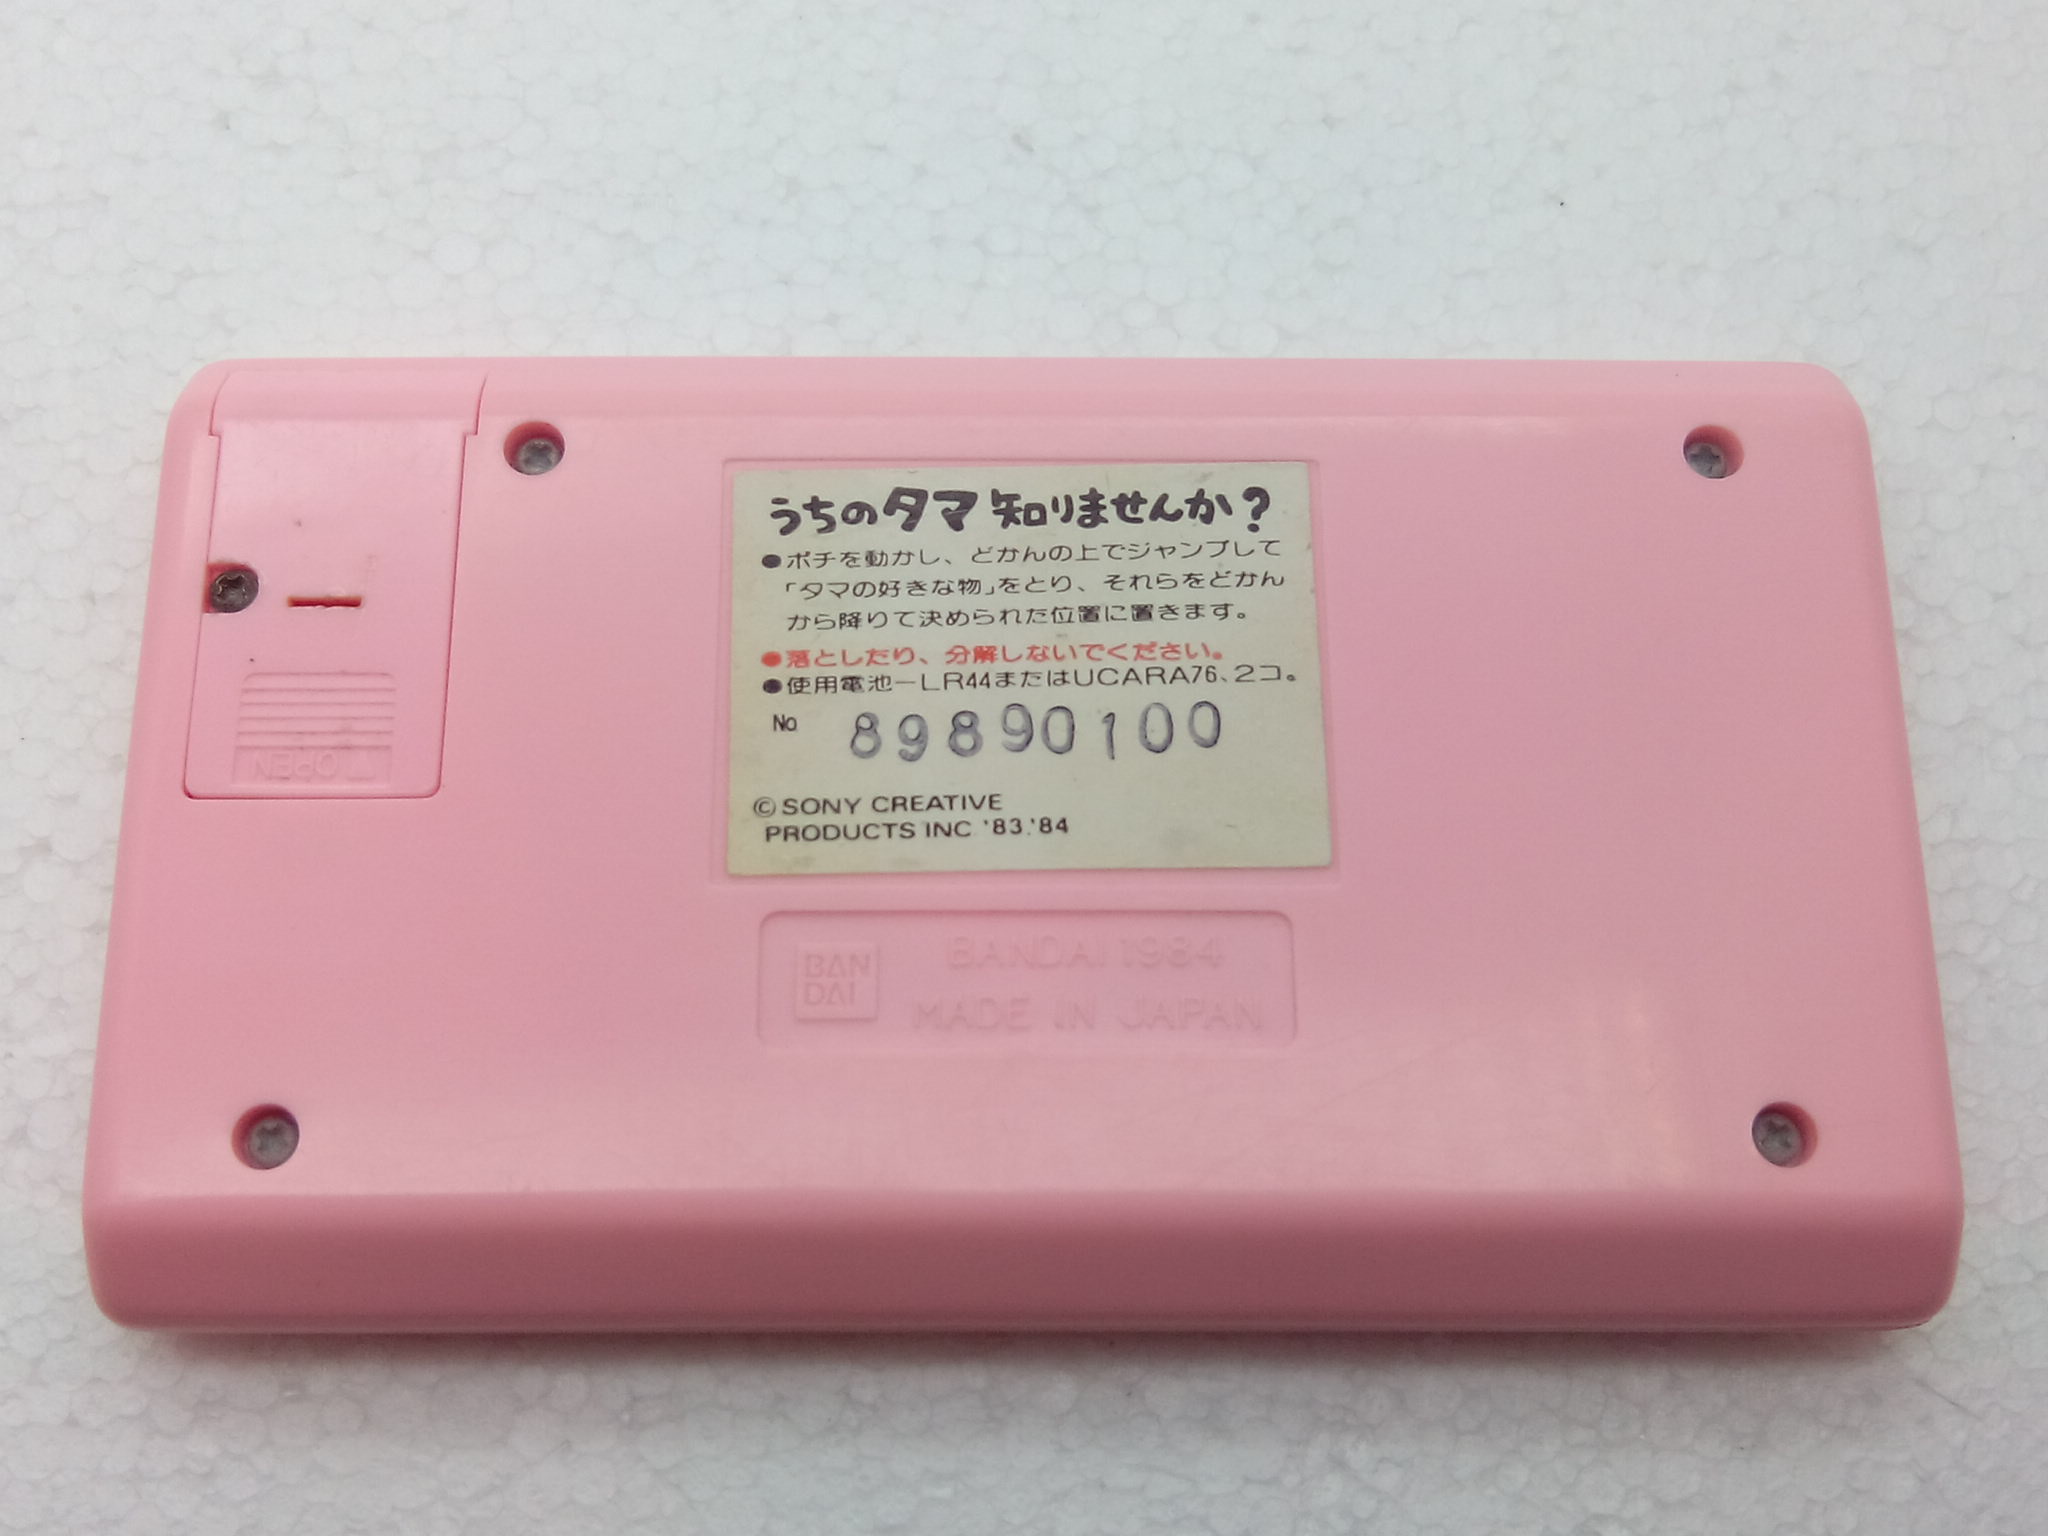 うちのタマ知りませんか?
●ポチを動かし、どかんの上でジャンプして
「タマの好きな物」をとり、それらをどかん
から降りて決められた位置に置きます。
●落としたり、分解しないでください。
●使用電池ーLR44またはUCARA76、2コ。
No 89890100
©SONY CREATIVE
PRODUCTS INC '83.'84
OPEN
BAN
DAI
BANDAI 1984
MADE IN JAPAN